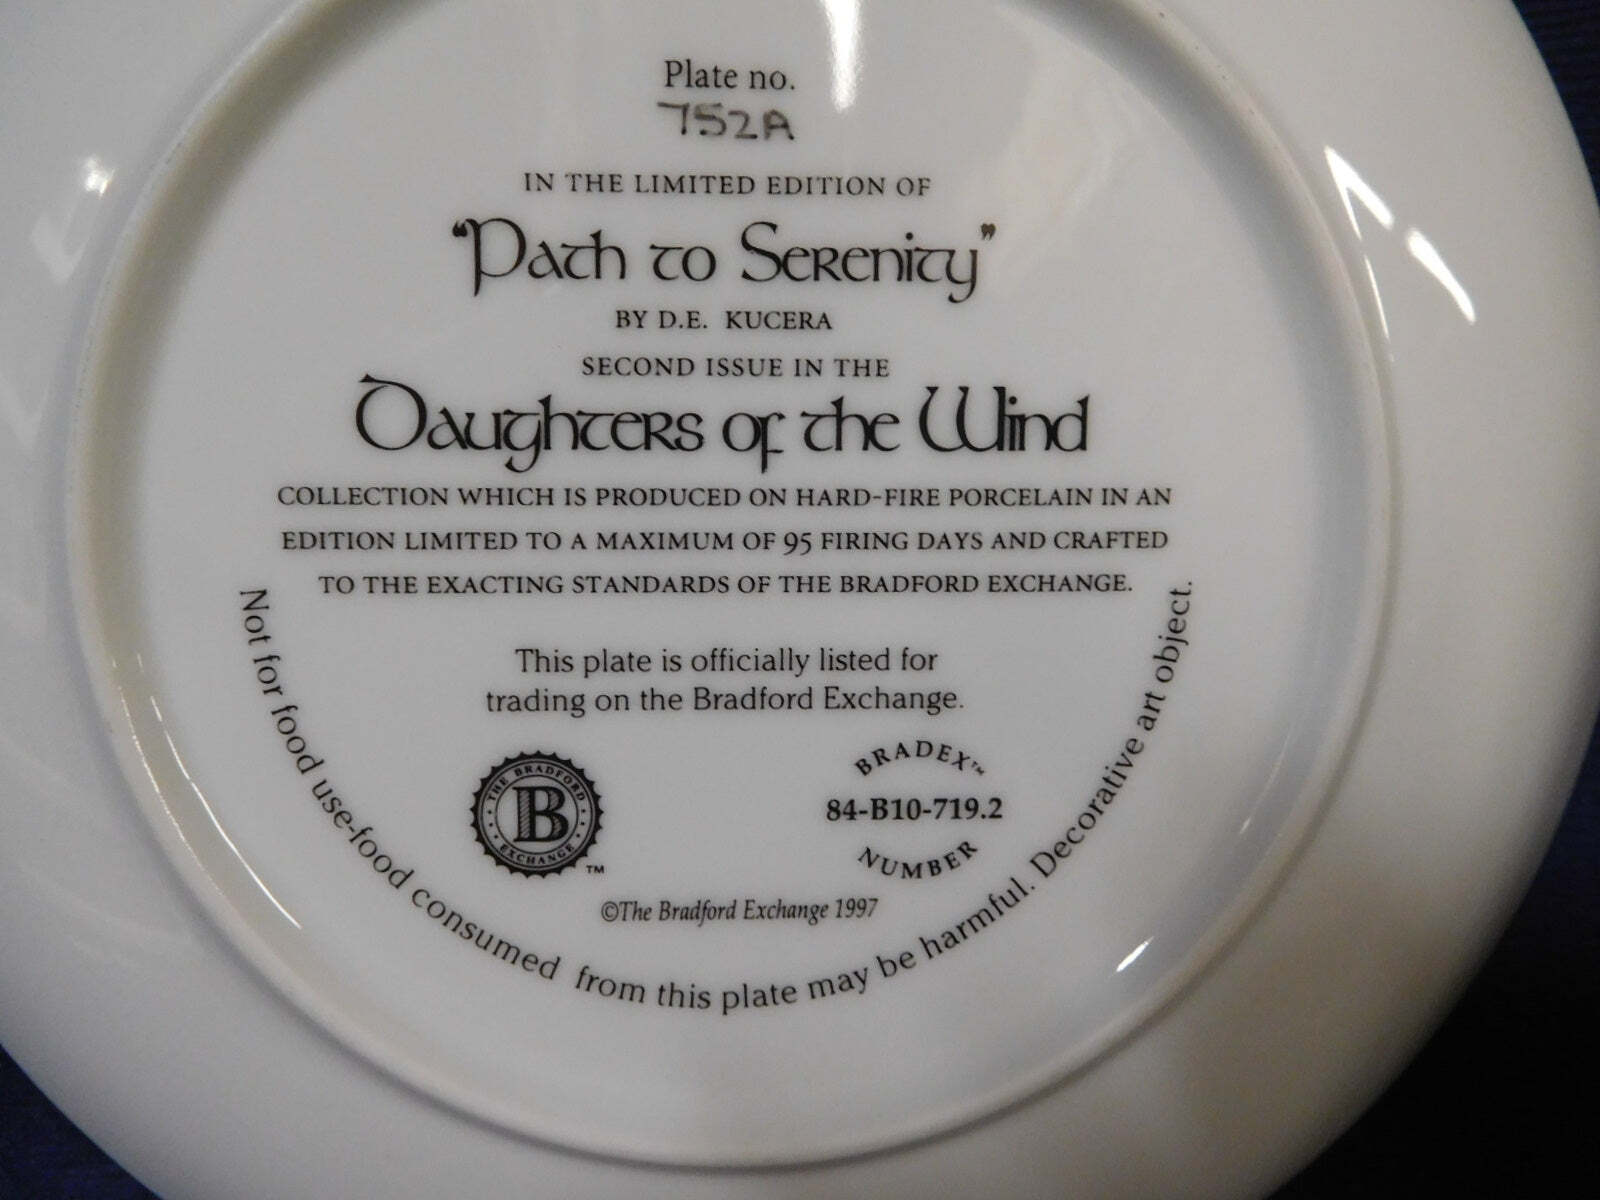 Plate no.
752A
IN THE LIMITED EDITION OF
"Path to Serenity"
BY D.E. KUCERA
SECOND ISSUE IN THE
Daughters of the Wind
COLLECTION WHICH IS PRODUCED ON HARD-FIRE PORCELAIN IN AN
EDITION LIMITED TO A MAXIMUM OF 95 FIRING DAYS AND CRAFTED
TO THE EXACTING STANDARDS OF THE BRADFORD EXCHANGE.
This plate is officially listed for
trading on the Bradford Exchange.
THE BRADFORD
B
EXCHANGE
™
BRADEX™
84-B10-719.2
NUMBER
©The Bradford Exchange 1997
Not for food use-food consumed from this plate may be harmful. Decorative art object.